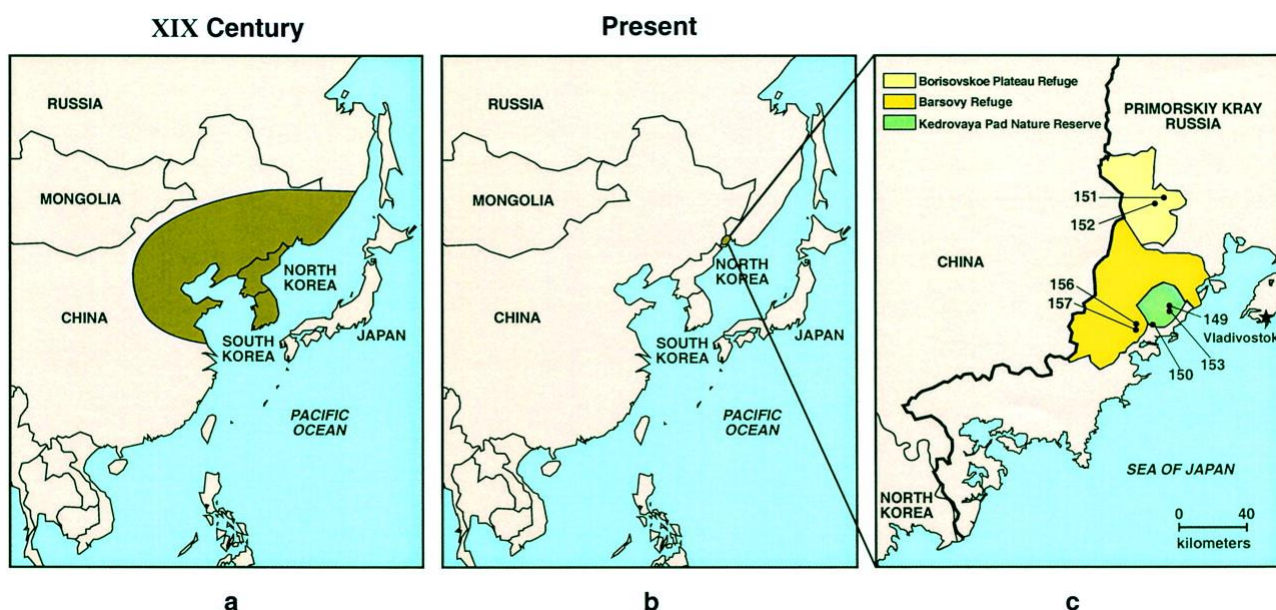 XIX Century
RUSSIA
MONGOLIA
CHINA
NORTH
KOREA
SOUTH
KOREA
JAPAN
PACIFIC
OCEAN
a
Present
RUSSIA
MONGOLIA
CHINA
NORTH
KOREA
SOUTH
KOREA
JAPAN
PACIFIC
OCEAN
b
Borisovskoe Plateau Refuge
Barsovy Refuge
Kedrovaya Pad Nature Reserve
PRIMORSKIY KRAY
RUSSIA
151
152
CHINA
156
157
149
Vladivostok
153
150
SEA OF JAPAN
NORTH
KOREA
0 40
kilometers
c